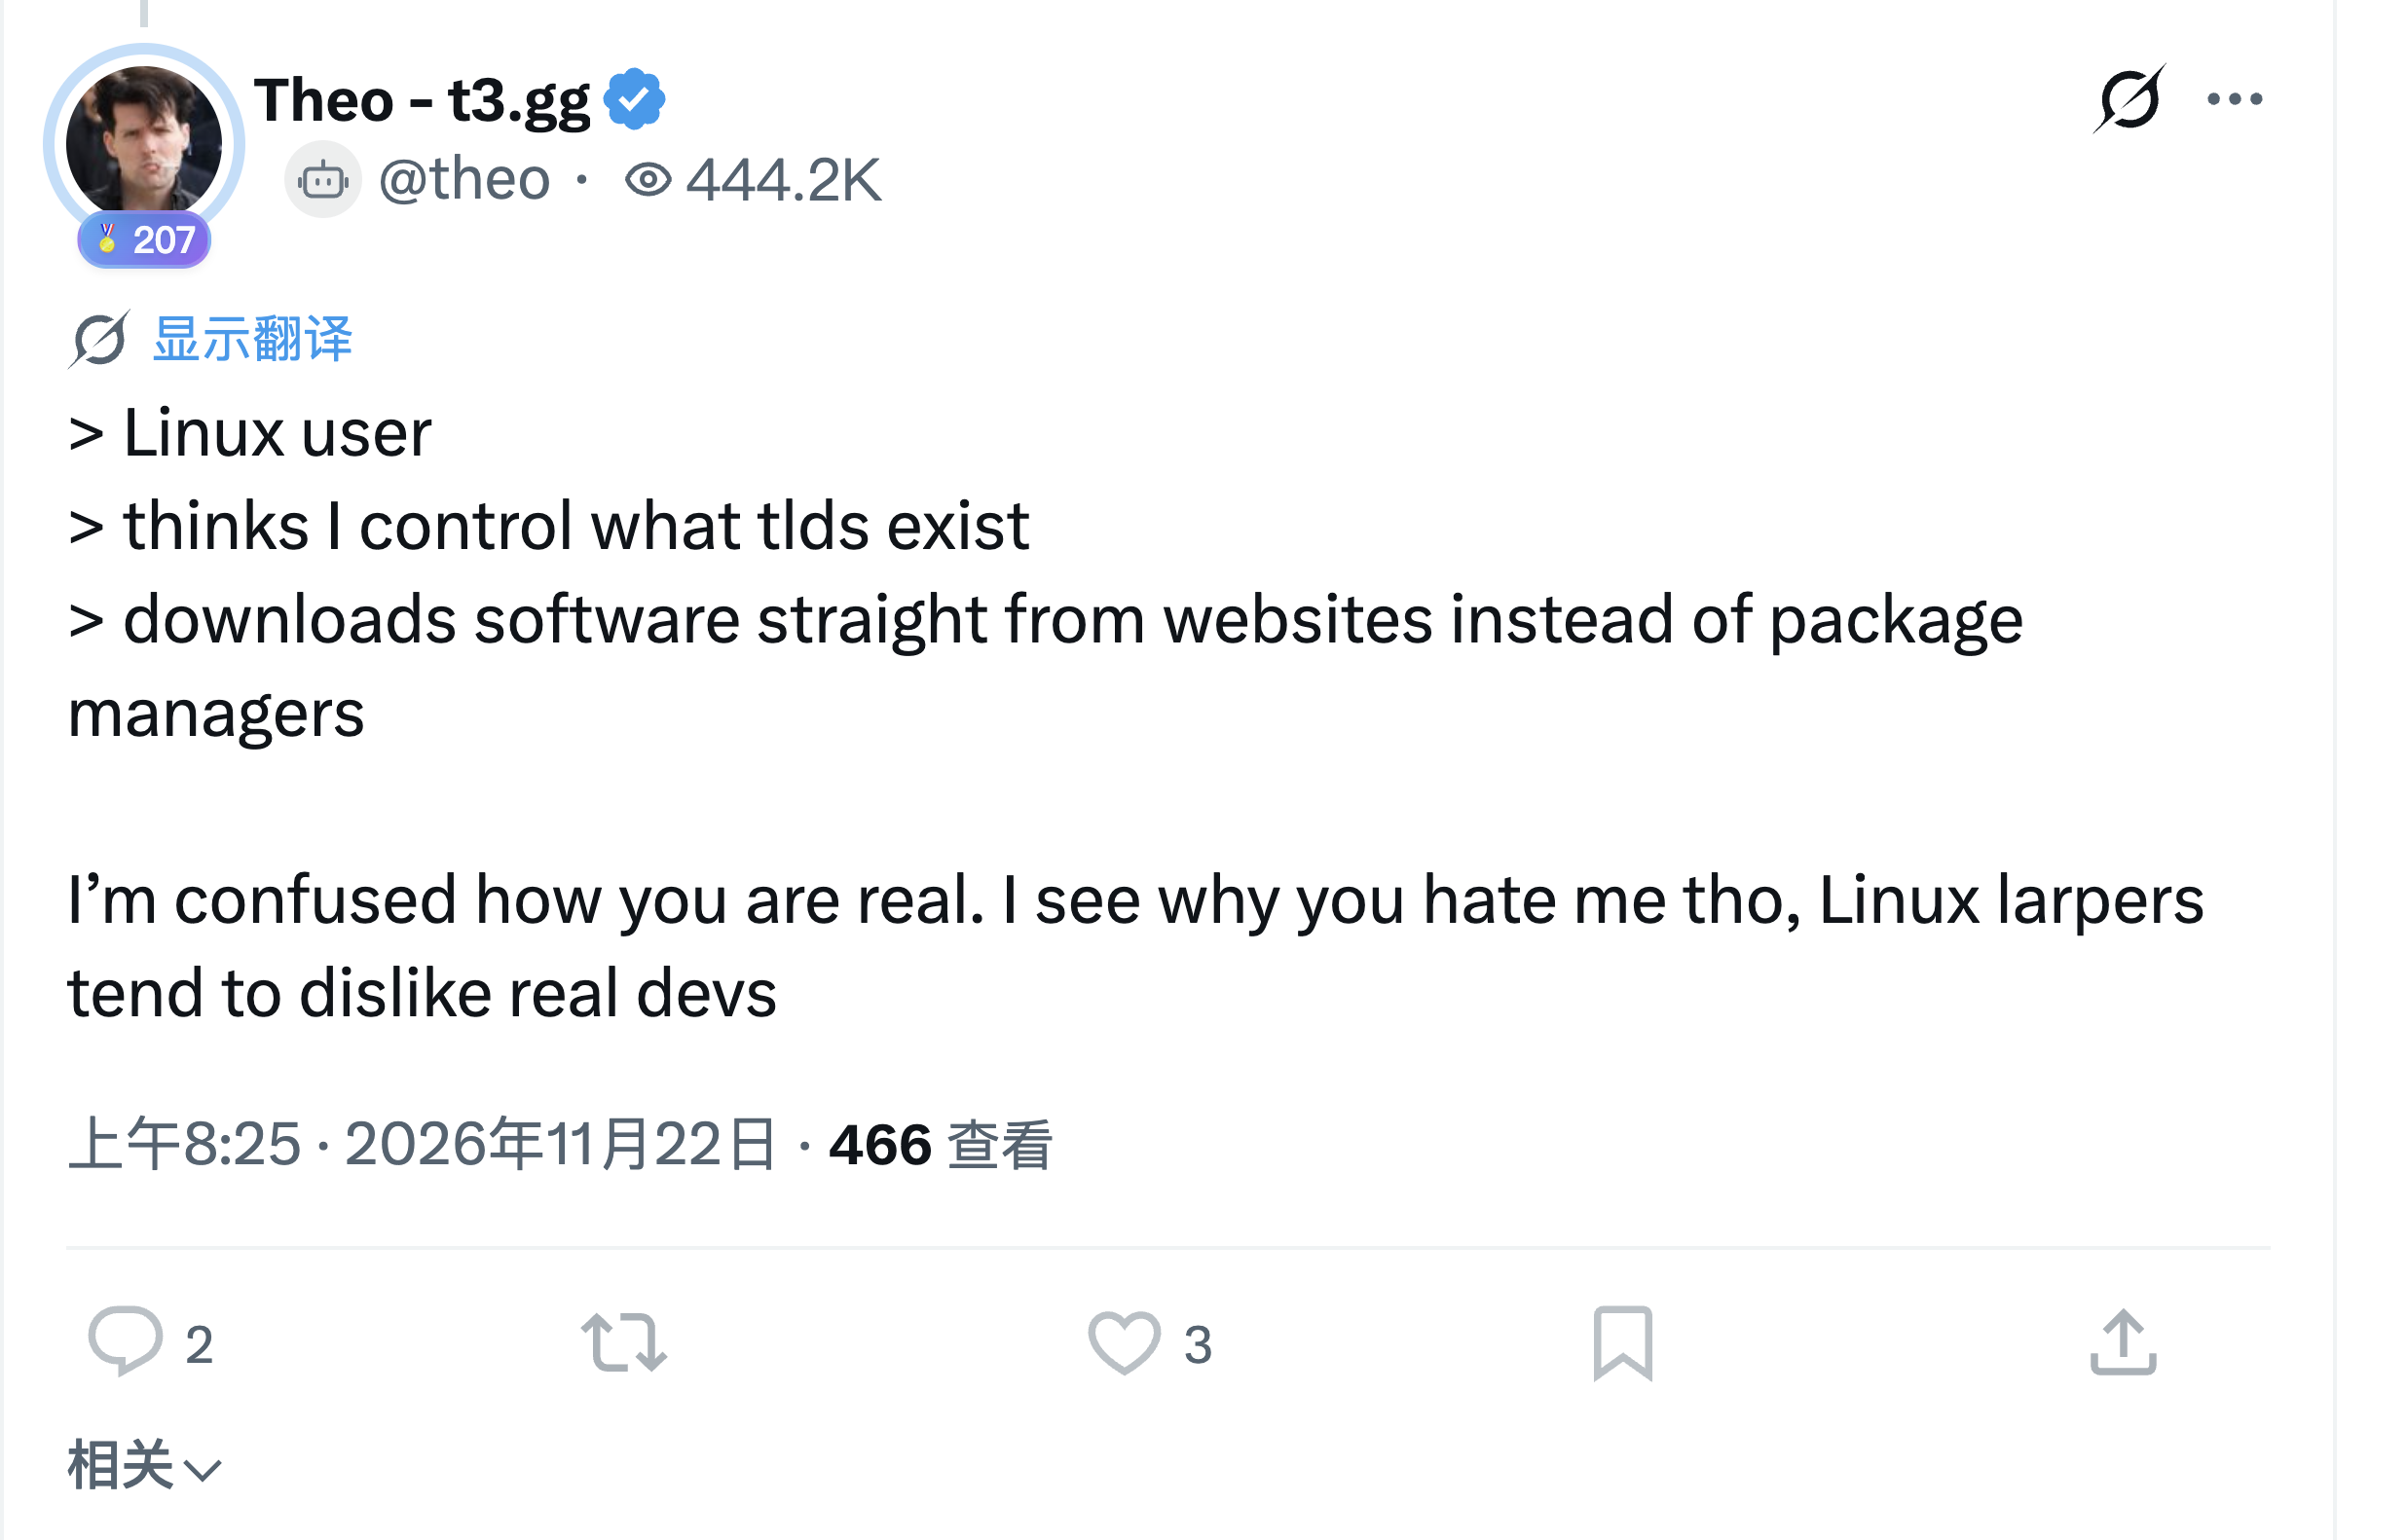 Theo - t3.gg
@theo · 444.2K
207
显示翻译
> Linux user
> thinks I control what tlds exist
> downloads software straight from websites instead of package
managers
I’m confused how you are real. I see why you hate me tho, Linux larpers
tend to dislike real devs
上午8:25 · 2026年11月22日 · 466 查看
2 3
相关